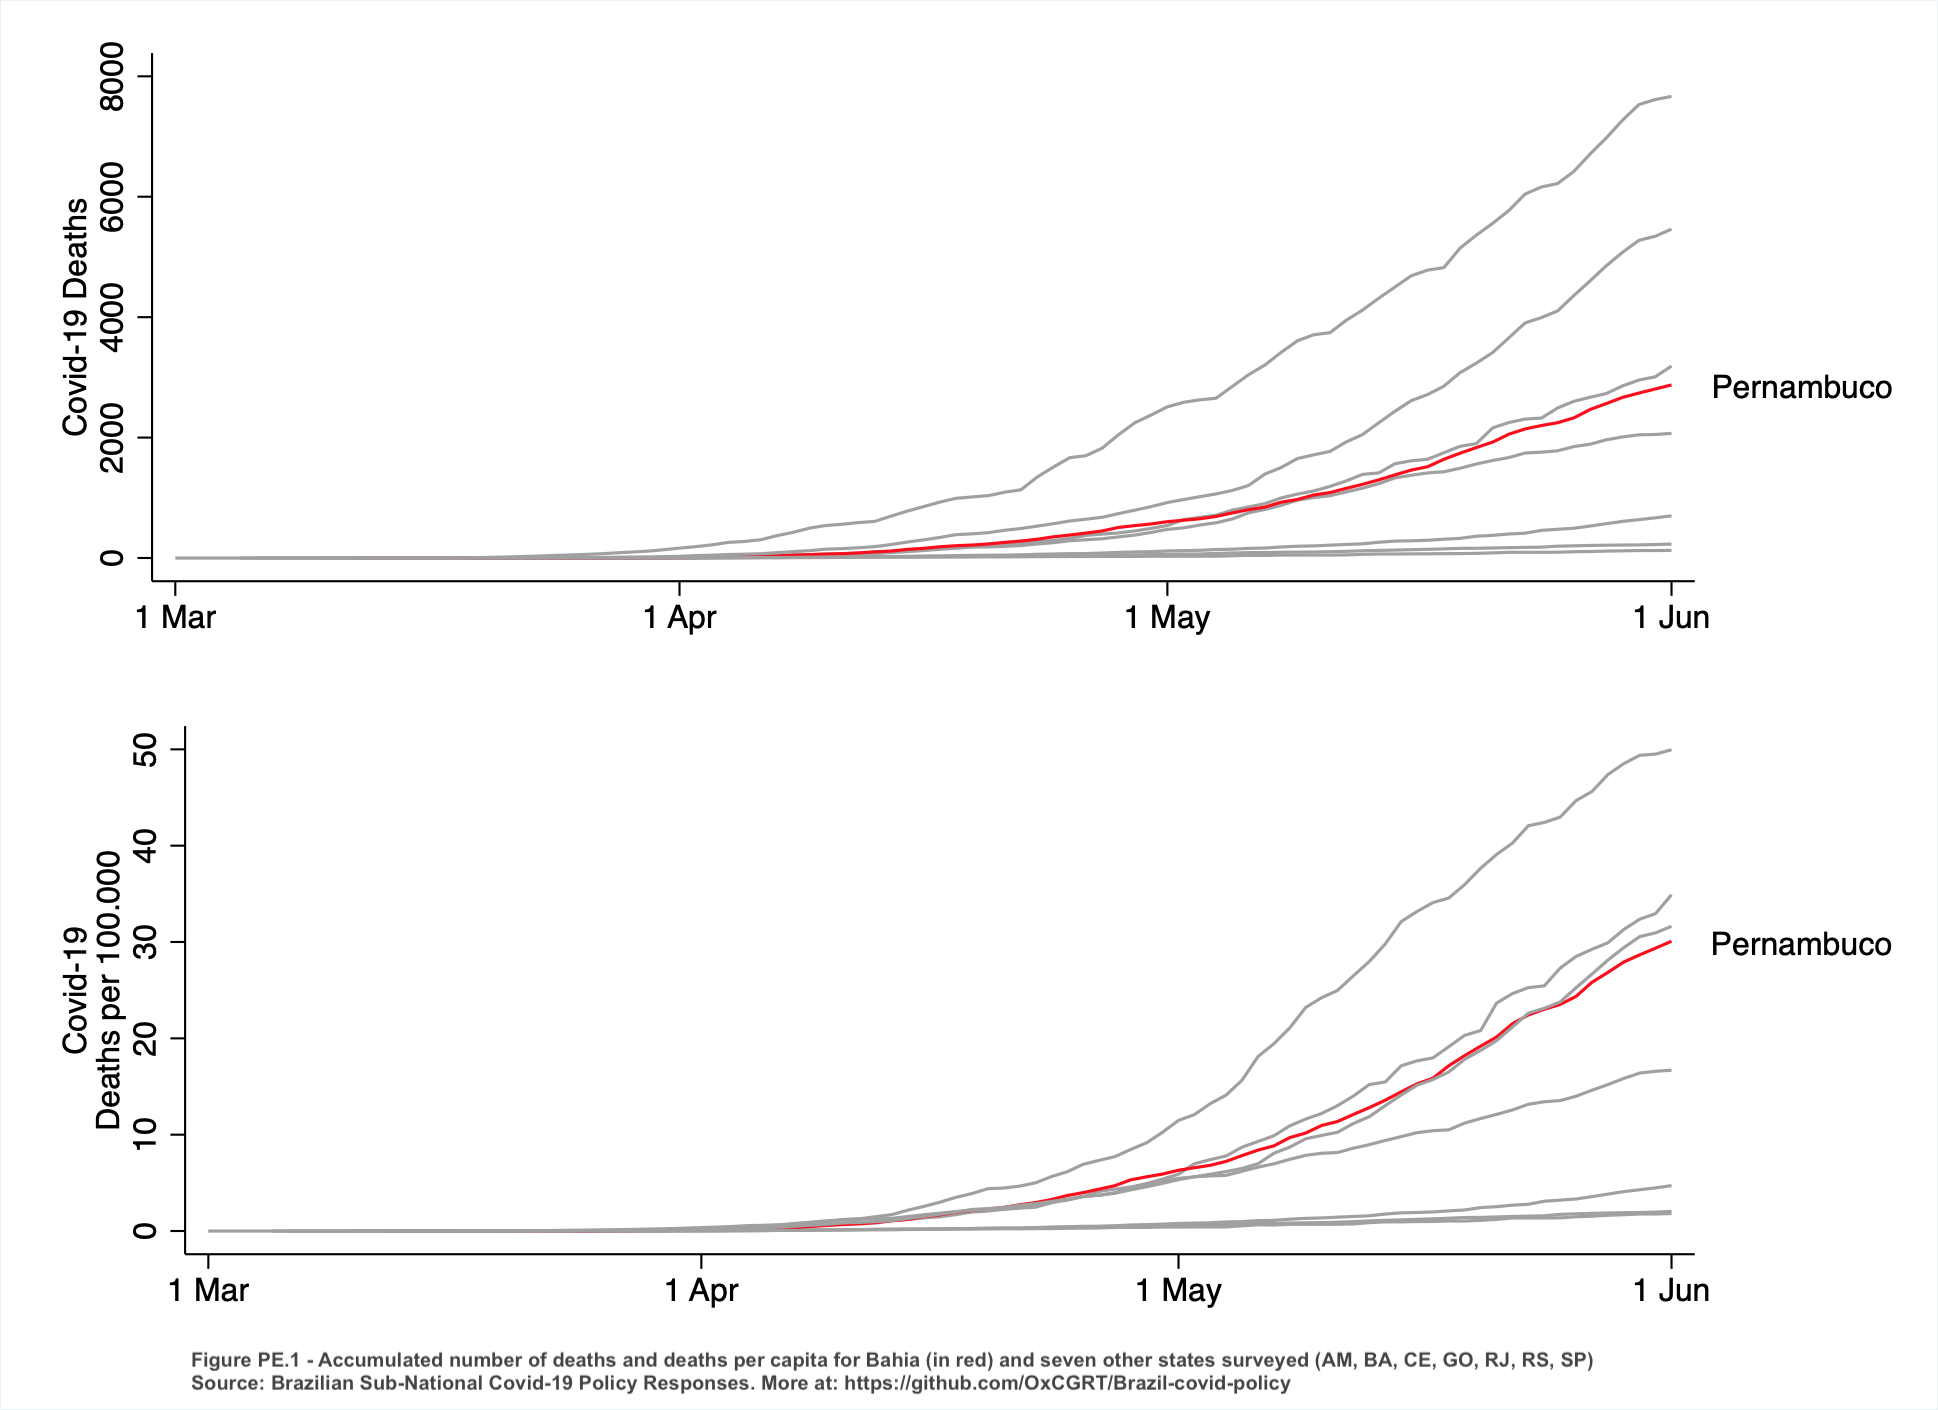 8000
6000
4000
2000
0
Covid-19 Deaths
Pernambuco
1 Mar
1 Apr
1 May
1 Jun
50
40
30
20
10
0
Covid-19
Deaths per 100.000
Pernambuco
1 Mar
1 Apr
1 May
1 Jun
Figure PE.1 - Accumulated number of deaths and deaths per capita for Bahia (in red) and seven other states surveyed (AM, BA, CE, GO, RJ, RS, SP)
Source: Brazilian Sub-National Covid-19 Policy Responses. More at: https://github.com/OxCGRT/Brazil-covid-policy